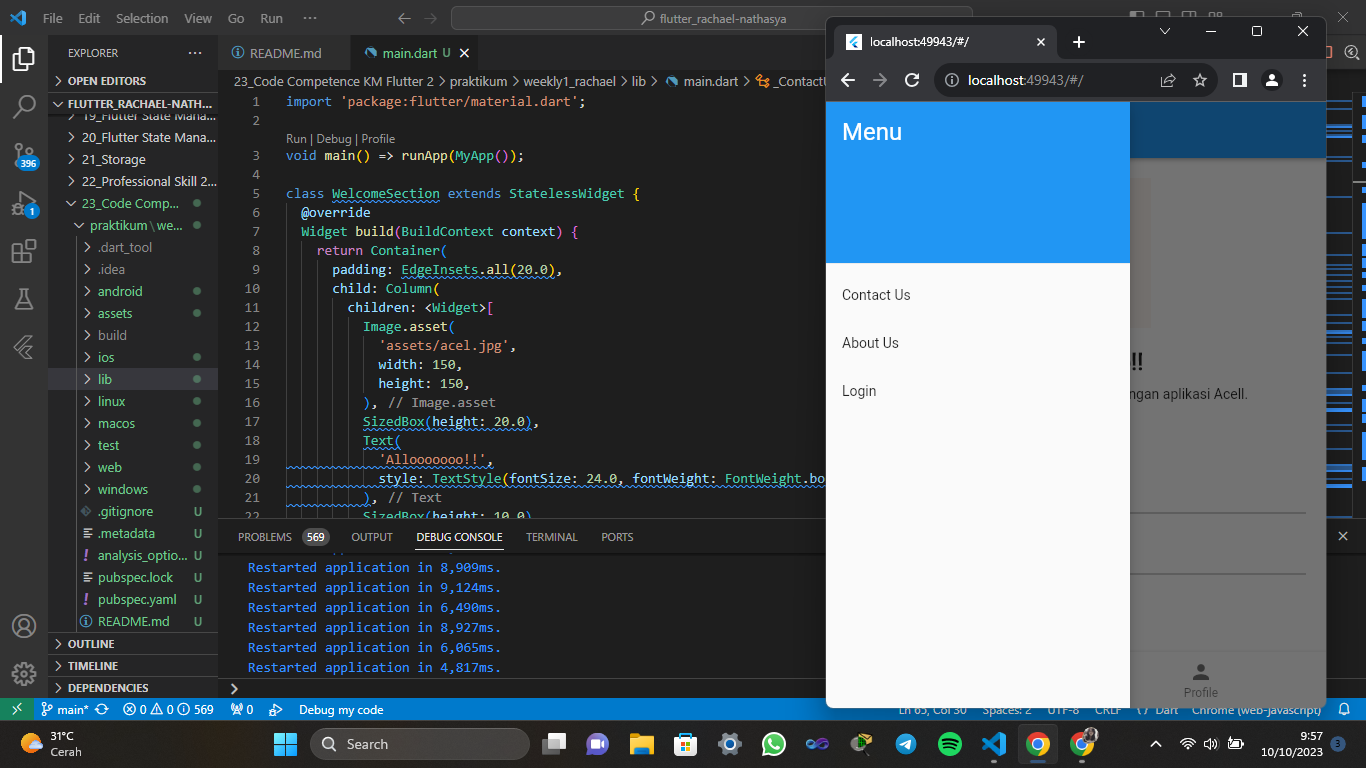 File Edit Selection View Go Run ···
flutter_rachael-nathasya
EXPLORER ···
OPEN EDITORS
FLUTTER_RACHAEL-NATH...
19_Flutter State Mana...
20_Flutter State Mana...
21_Storage
22_Professional Skill 2...
23_Code Comp...
praktikum \ we...
.dart_tool
.idea
android
assets
build
ios
lib
linux
macos
test
web
windows
.gitignore U
.metadata U
analysis_optio... U
pubspec.lock U
pubspec.yaml U
README.md U
OUTLINE
TIMELINE
DEPENDENCIES
396
1
README.md
main.dart U
23_Code Competence KM Flutter 2 > praktikum > weekly1_rachael > lib > main.dart > _ContactU
1 import 'package:flutter/material.dart';
2
Run | Debug | Profile
3 void main() => runApp(MyApp());
4
5 class WelcomeSection extends StatelessWidget {
6 @override
7 Widget build(BuildContext context) {
8 return Container(
9 padding: EdgeInsets.all(20.0),
10 child: Column(
11 children: <Widget>[
12 Image.asset(
13 'assets/acel.jpg',
14 width: 150,
15 height: 150,
16 ), // Image.asset
17 SizedBox(height: 20.0),
18 Text(
19 'Allooooooo!!',
20 style: TextStyle(fontSize: 24.0, fontWeight: FontWeight.bo
21 ), // Text
22 SizedBox(height: 10.0)
PROBLEMS 569 OUTPUT DEBUG CONSOLE TERMINAL PORTS
Restarted application in 8,909ms.
Restarted application in 9,124ms.
Restarted application in 6,490ms.
Restarted application in 8,927ms.
Restarted application in 6,065ms.
Restarted application in 4,817ms.
localhost:49943/#/
localhost:49943/#/
Menu
Contact Us
About Us
Login
!!
ngan aplikasi Acell.
Profile
main* 0 0 569 0 Debug my code
Ln 65, Col 30 Spaces: 2 UTF-8 CRLF { } Dart Chrome (web-javascript)
31°C
Cerah
Search
9:57
10/10/2023
3